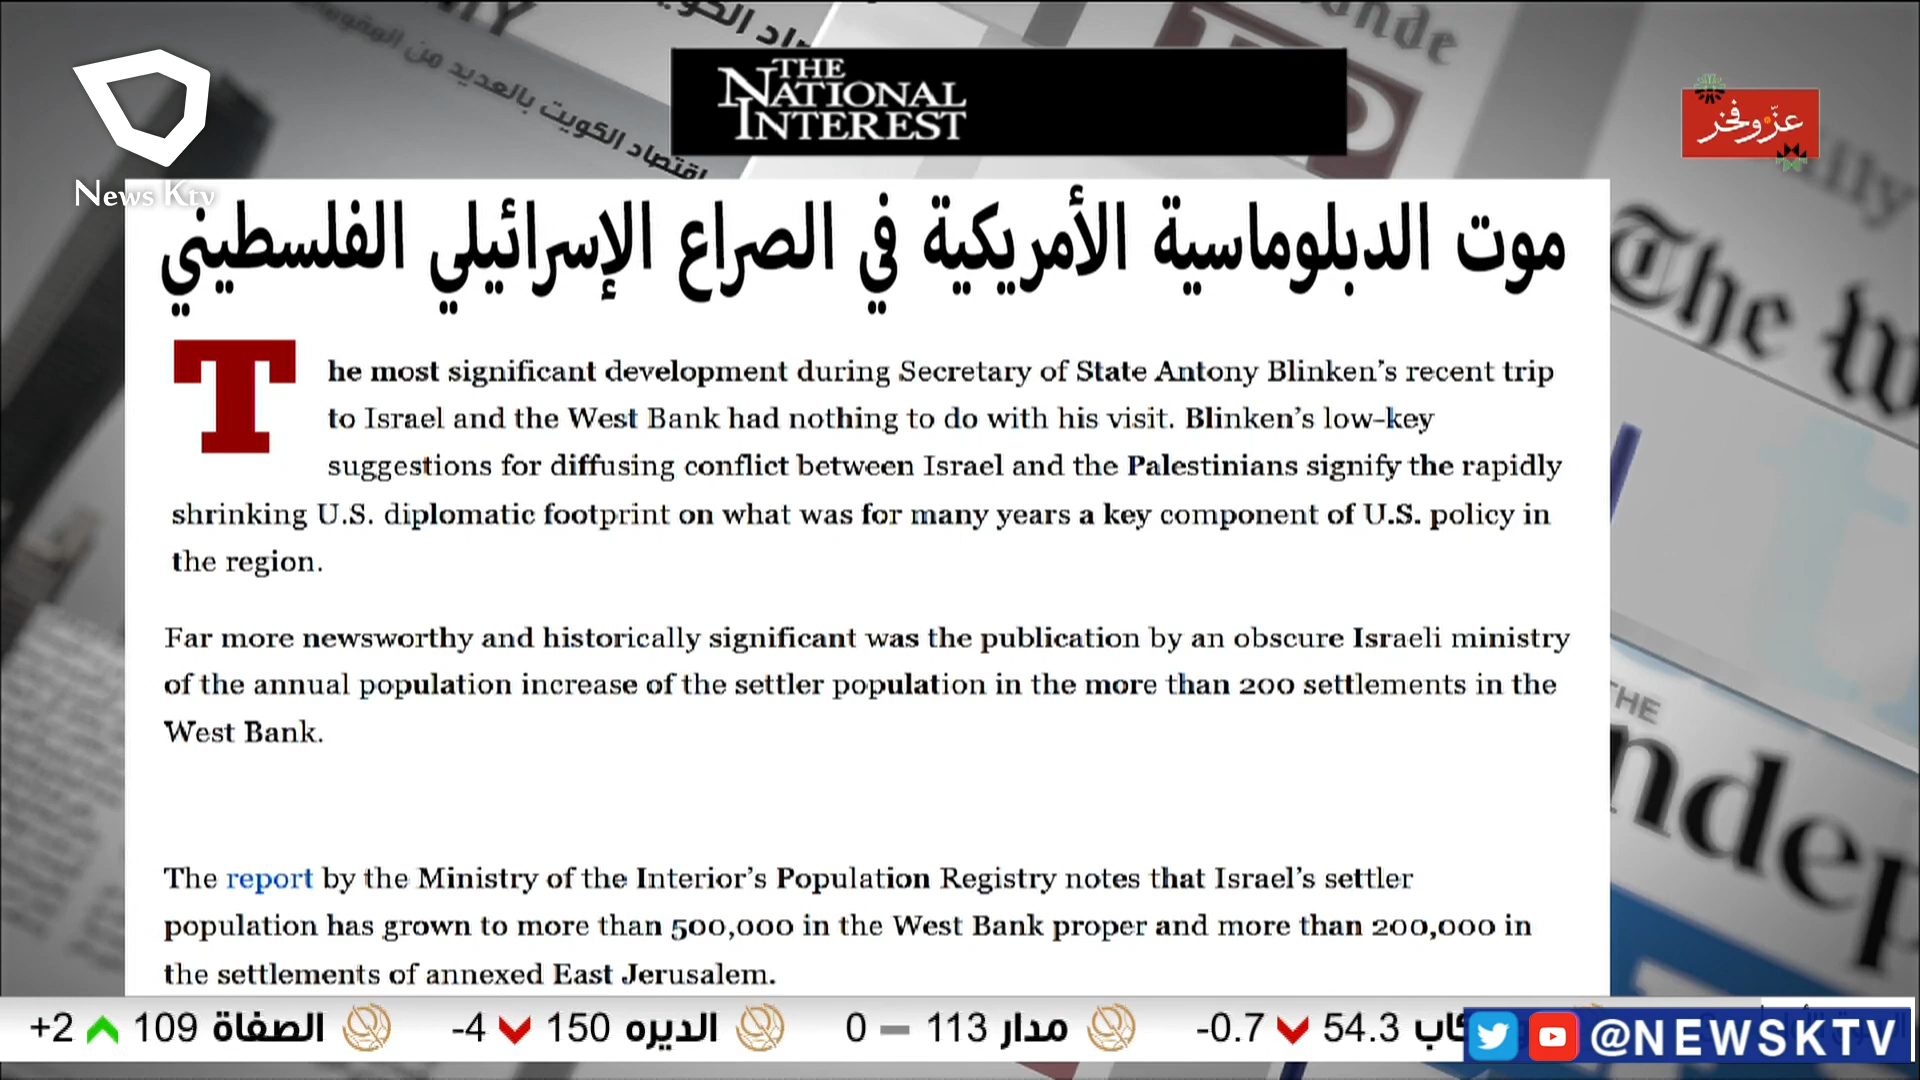 اقتصاد الكويت بالعديد من المقو
nde
THE
NATIONAL
INTEREST
عزّ وفخر
News Ktv
موت الدبلوماسية الأمريكية في الصراع الإسرائيلي الفلسطيني
The most significant development during Secretary of State Antony Blinken’s recent trip
to Israel and the West Bank had nothing to do with his visit. Blinken’s low-key
suggestions for diffusing conflict between Israel and the Palestinians signify the rapidly
shrinking U.S. diplomatic footprint on what was for many years a key component of U.S. policy in
the region.
Far more newsworthy and historically significant was the publication by an obscure Israeli ministry
of the annual population increase of the settler population in the more than 200 settlements in the
West Bank.
The report by the Ministry of the Interior’s Population Registry notes that Israel’s settler
population has grown to more than 500,000 in the West Bank proper and more than 200,000 in
the settlements of annexed East Jerusalem.
The W
THE
ndep
54.3 -0.7 مدار 113 0 الديره 150 -4 الصفاة 109 +2
@NEWSKTV